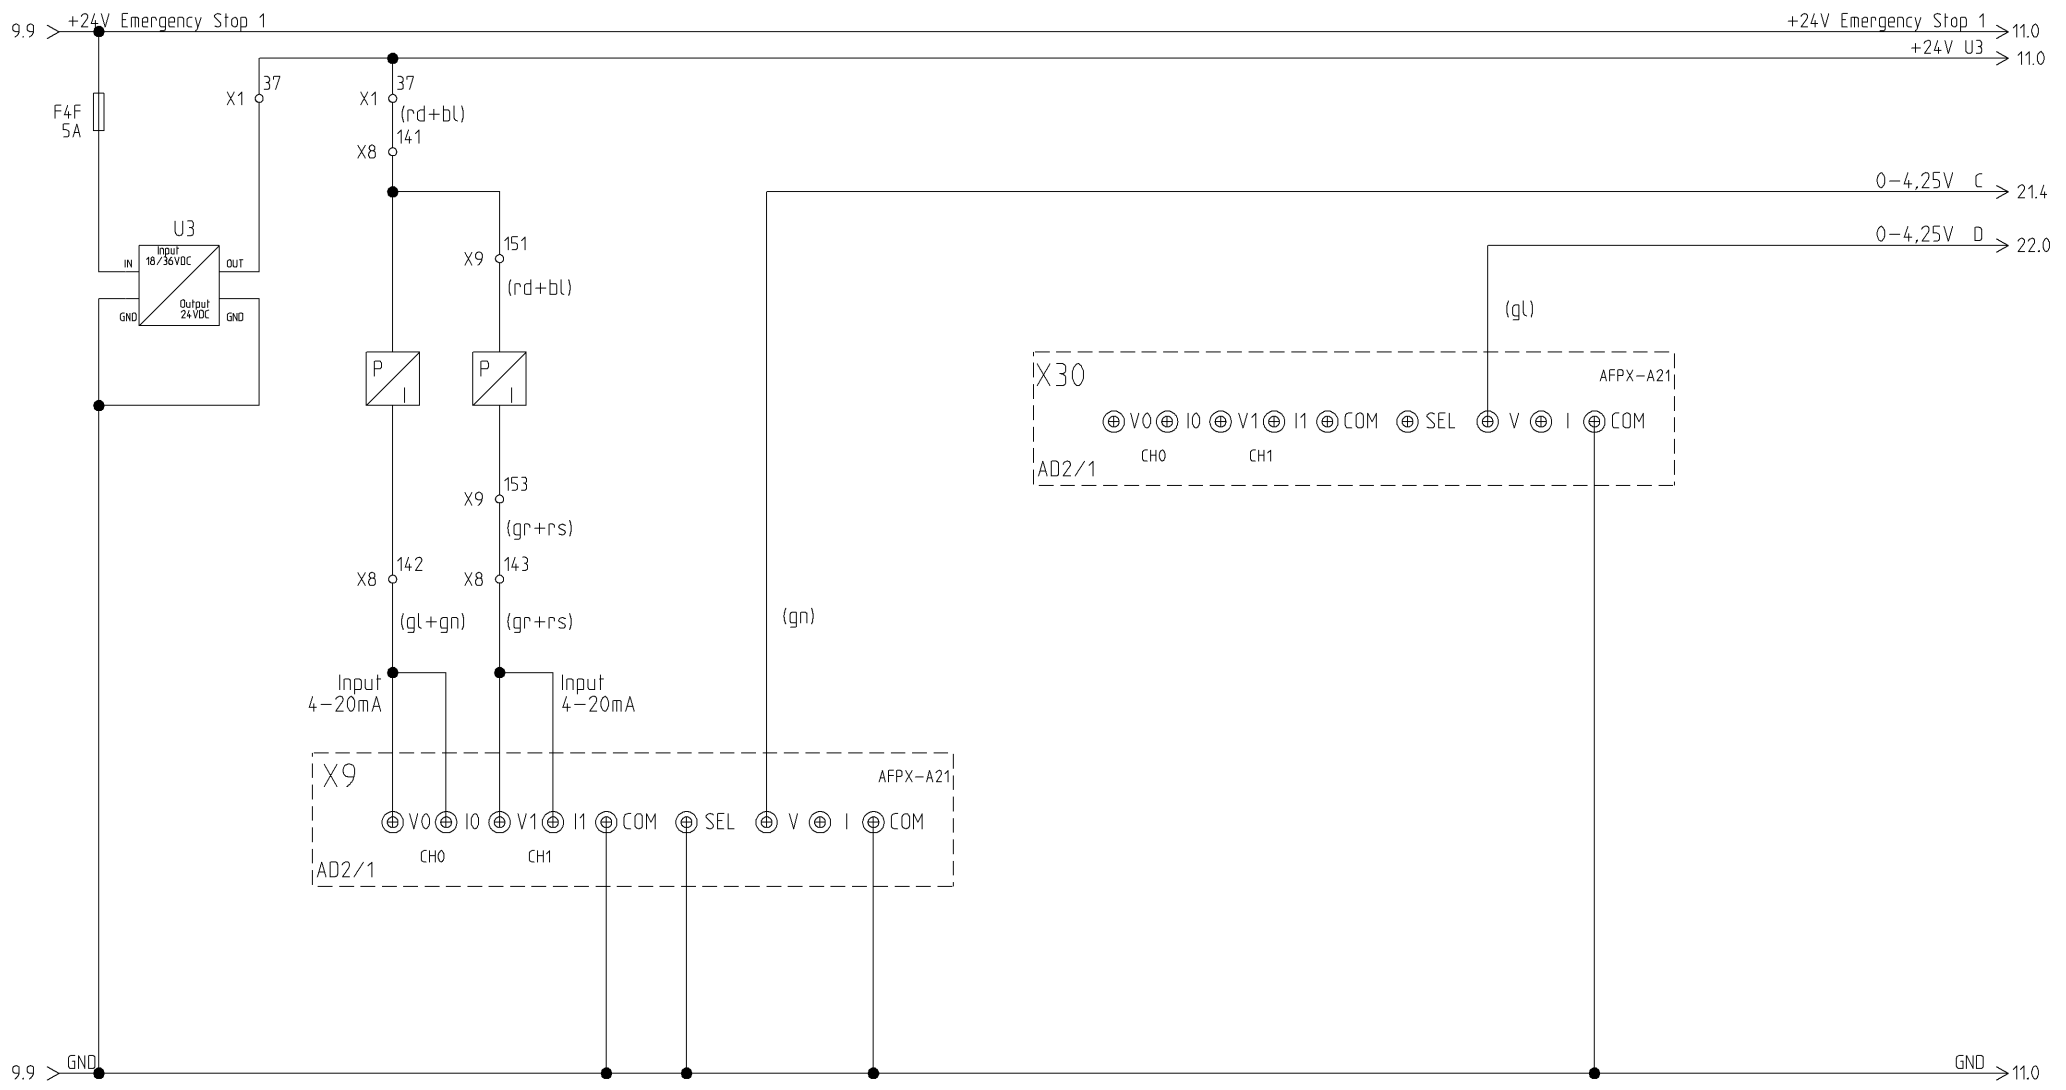 +24V Emergency Stop 1
+24V Emergency Stop 1
9.9
11.0
+24V U3
11.0
37
37
X1
X1
(rd+bl)
F4F
5A
141
X8
0-4,25V C
21.4
U3
Input
18/36VDC
IN
OUT
Output
24VDC
GND
GND
151
X9
(rd+bl)
0-4,25V D
22.0
(gl)
P
I
P
I
X30
AFPX-A21
V0
I0
V1
I1
COM
SEL
V
I
COM
CH0
CH1
AD2/1
153
X9
(gr+rs)
142
X8
143
X8
(gl+gn)
(gr+rs)
(gn)
Input
4-20mA
Input
4-20mA
X9
AFPX-A21
V0
I0
V1
I1
COM
SEL
V
I
COM
CH0
CH1
AD2/1
GND
9.9
GND
11.0